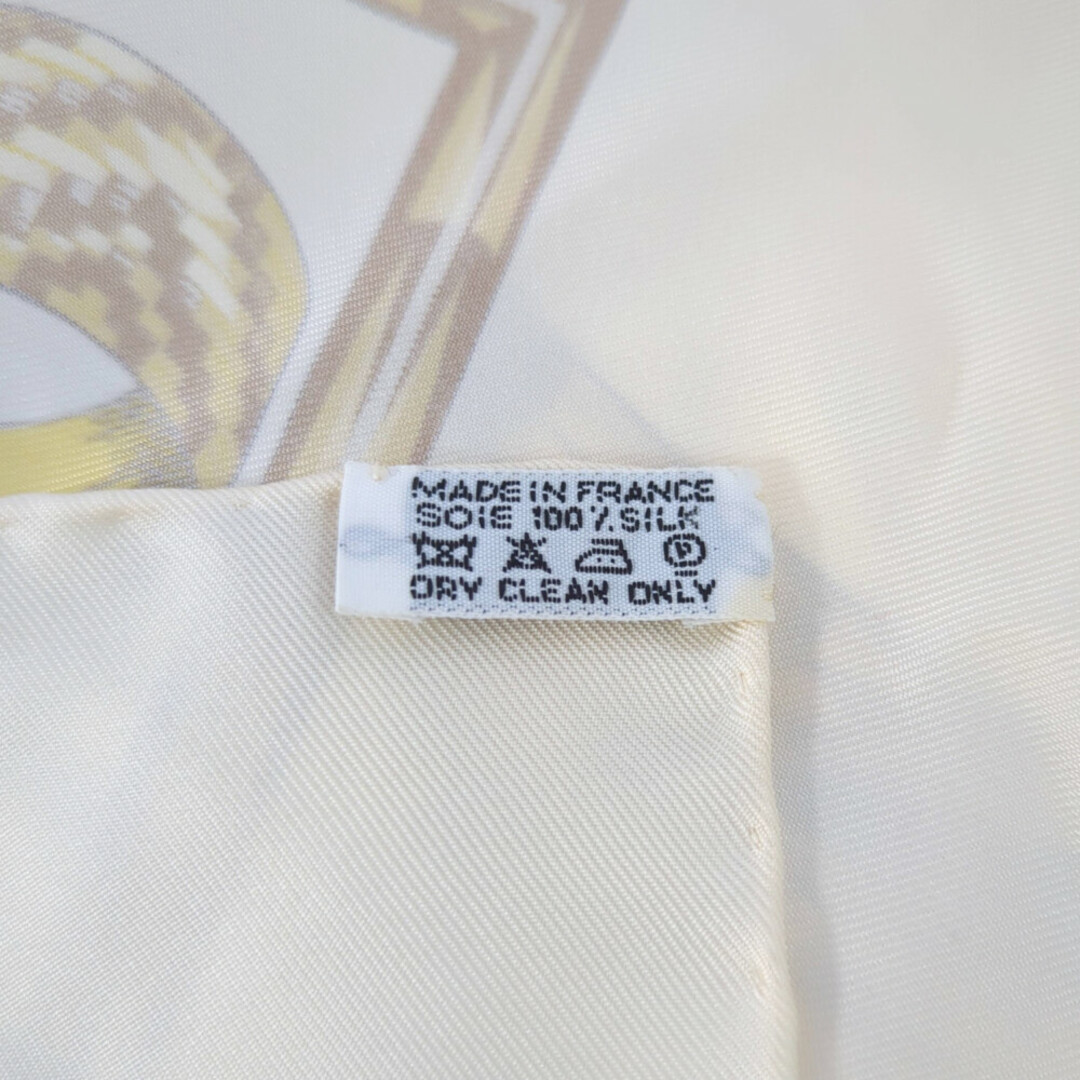 MADE IN FRANCE
SOIE 100% SILK
DRY CLEAN ONLY